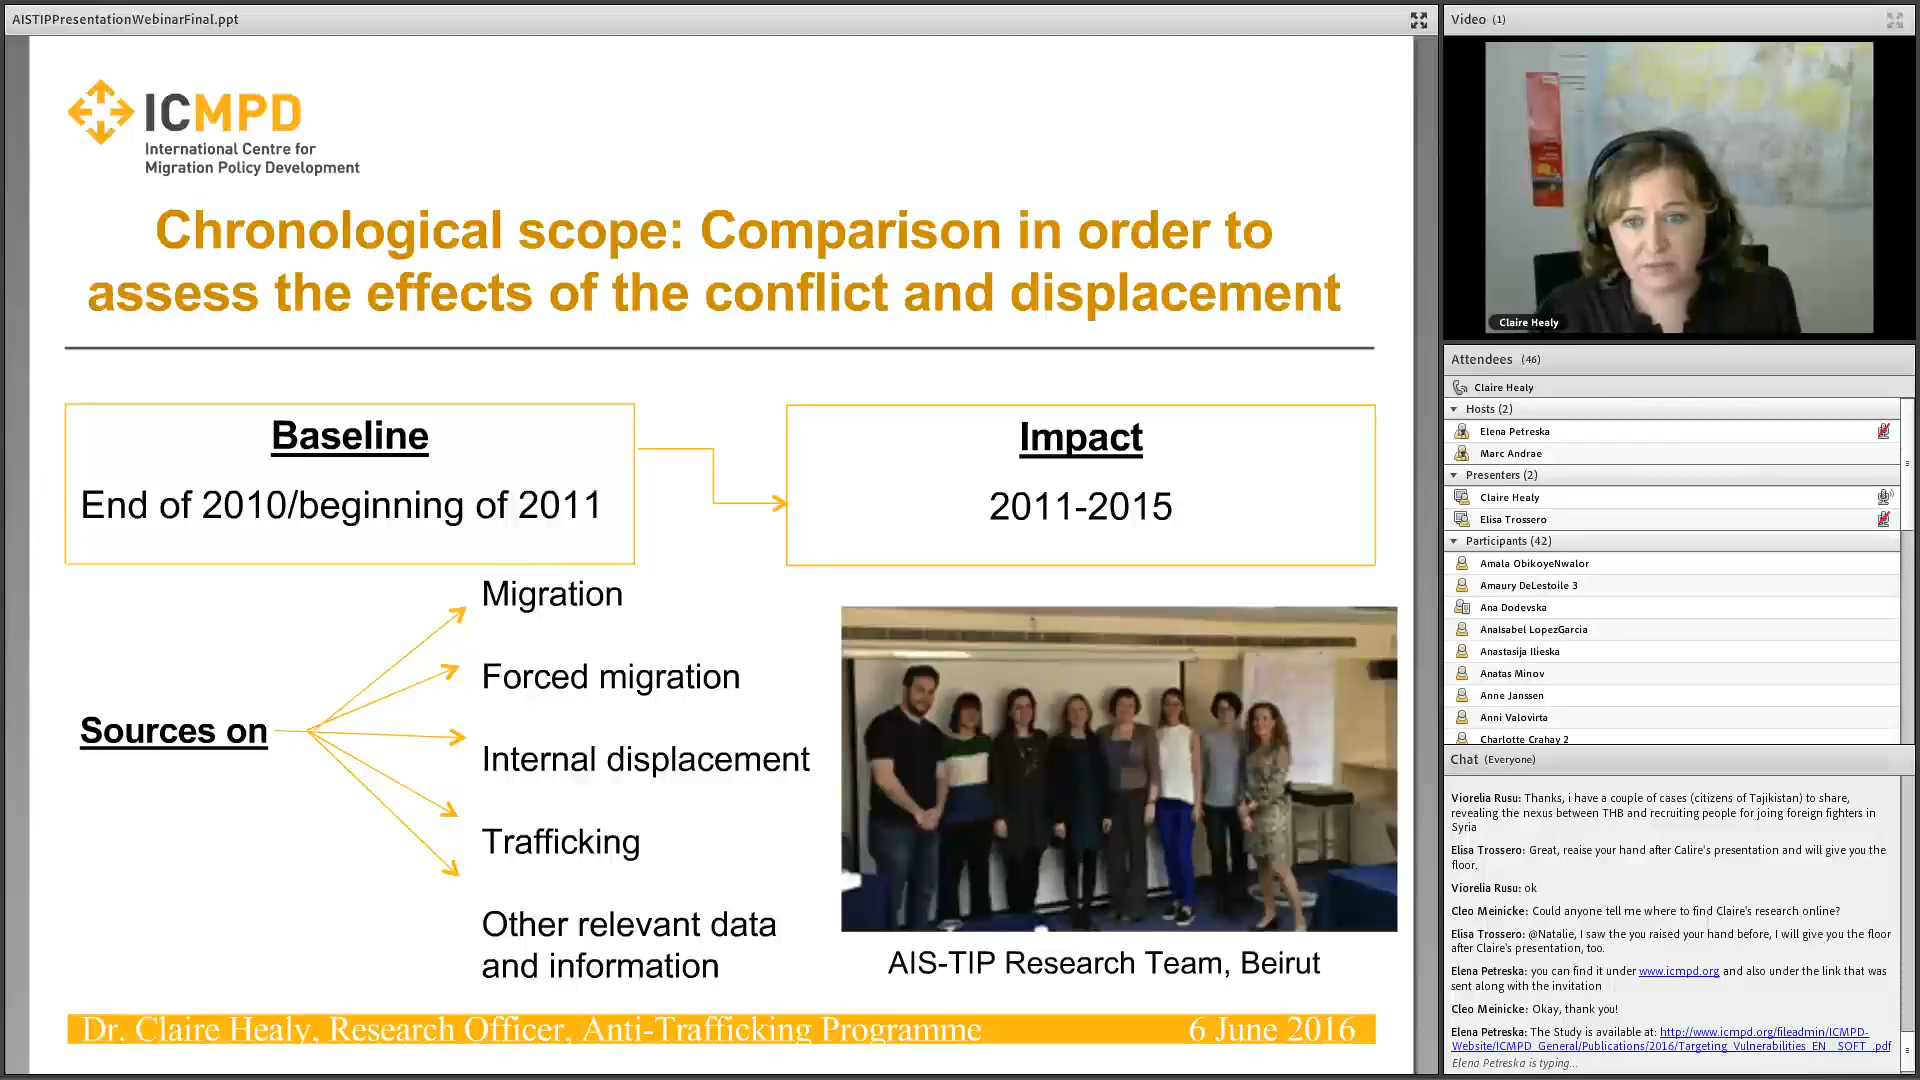 AISTIPPresentationWebinarFinal.ppt
ICMPD
International Centre for
Migration Policy Development
Chronological scope: Comparison in order to
assess the effects of the conflict and displacement
Baseline
End of 2010/beginning of 2011
Impact
2011-2015
Sources on
Migration
Forced migration
Internal displacement
Trafficking
Other relevant data
and information
AIS-TIP Research Team, Beirut
Dr. Claire Healy, Research Officer, Anti-Trafficking Programme
6 June 2016
Video (1)
Claire Healy
Attendees (46)
Claire Healy
Hosts (2)
Elena Petreska
Marc Andrae
Presenters (2)
Claire Healy
Elisa Trossero
Participants (42)
Amala ObikoyeNwalor
Amaury DeLestoile 3
Ana Dodevska
AnaIsabel LopezGarcia
Anastasija Ilieska
Anatas Minov
Anne Janssen
Anni Valovirta
Charlotte Crahay 2
Chat (Everyone)
Viorelia Rusu: Thanks, i have a couple of cases (citizens of Tajikistan) to share,
revealing the nexus between THB and recruiting people for joing foreign fighters in
Syria
Elisa Trossero: Great, reaise your hand after Calire's presentation and will give you the
floor.
Viorelia Rusu: ok
Cleo Meinicke: Could anyone tell me where to find Claire's research online?
Elisa Trossero: @Natalie, I saw the you raised your hand before, I will give you the floor
after Claire's presentation, too.
Elena Petreska: you can find it under www.icmpd.org and also under the link that was
sent along with the invitation
Cleo Meinicke: Okay, thank you!
Elena Petreska: The Study is available at: http://www.icmpd.org/fileadmin/ICMPD-
Website/ICMPD_General/Publications/2016/Targeting_Vulnerabilities_EN__SOFT_.pdf
Elena Petreska is typing...